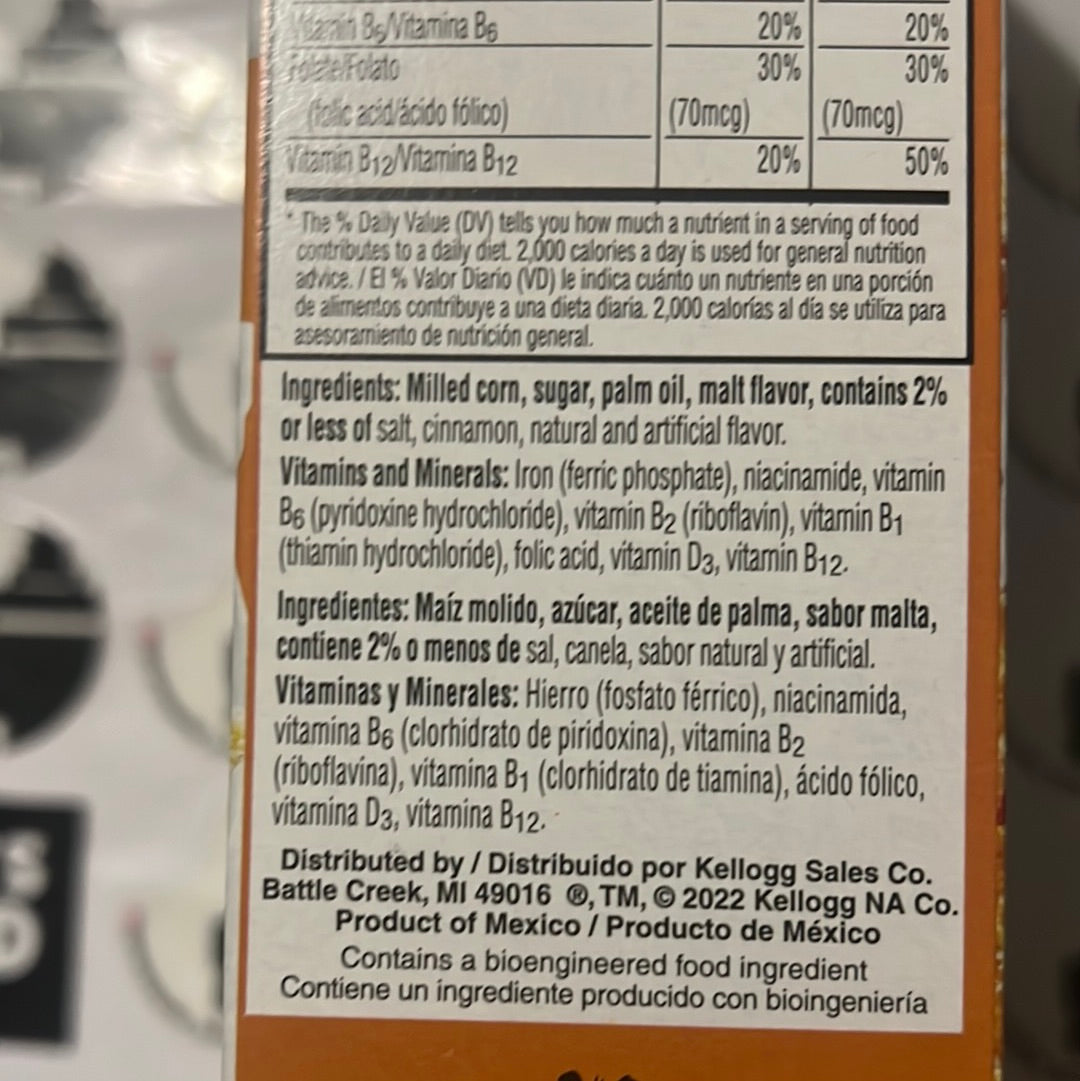 Vitamin B6/Vitamina B6 20% 20%
Folate/Folato 30% 30%
(folic acid/ácido fólico) (70mcg) (70mcg)
Vitamin B12/Vitamina B12 20% 50%
* The % Daily Value (DV) tells you how much a nutrient in a serving of food
contributes to a daily diet. 2,000 calories a day is used for general nutrition
advice. / El % Valor Diario (VD) le indica cuánto un nutriente en una porción
de alimentos contribuye a una dieta diaria. 2,000 calorías al día se utiliza para
asesoramiento de nutrición general.
Ingredients: Milled corn, sugar, palm oil, malt flavor, contains 2%
or less of salt, cinnamon, natural and artificial flavor.
Vitamins and Minerals: Iron (ferric phosphate), niacinamide, vitamin
B6 (pyridoxine hydrochloride), vitamin B2 (riboflavin), vitamin B1
(thiamin hydrochloride), folic acid, vitamin D3, vitamin B12.
Ingredientes: Maíz molido, azúcar, aceite de palma, sabor malta,
contiene 2% o menos de sal, canela, sabor natural y artificial.
Vitaminas y Minerales: Hierro (fosfato férrico), niacinamida,
vitamina B6 (clorhidrato de piridoxina), vitamina B2
(riboflavina), vitamina B1 (clorhidrato de tiamina), ácido fólico,
vitamina D3, vitamina B12.
Distributed by / Distribuido por Kellogg Sales Co.
Battle Creek, MI 49016 ®, TM, © 2022 Kellogg NA Co.
Product of Mexico / Producto de México
Contains a bioengineered food ingredient
Contiene un ingrediente producido con bioingeniería